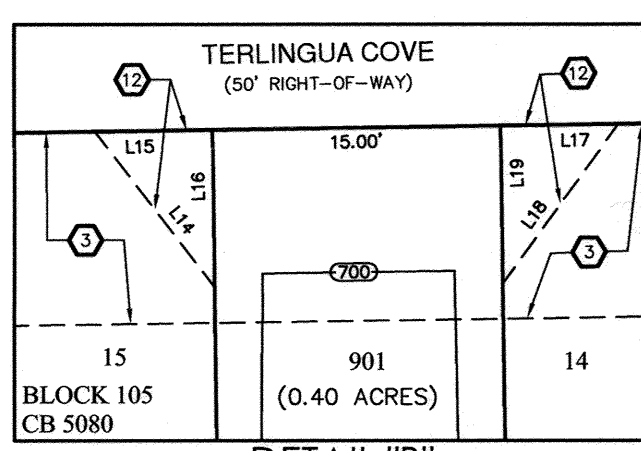 TERLINGUA COVE
(50' RIGHT-OF-WAY)
12
12
L15
15.00'
L17
L16
L19
L14
L18
3
3
700
15
901
14
BLOCK 105
(0.40 ACRES)
CB 5080
DETAIL "B"